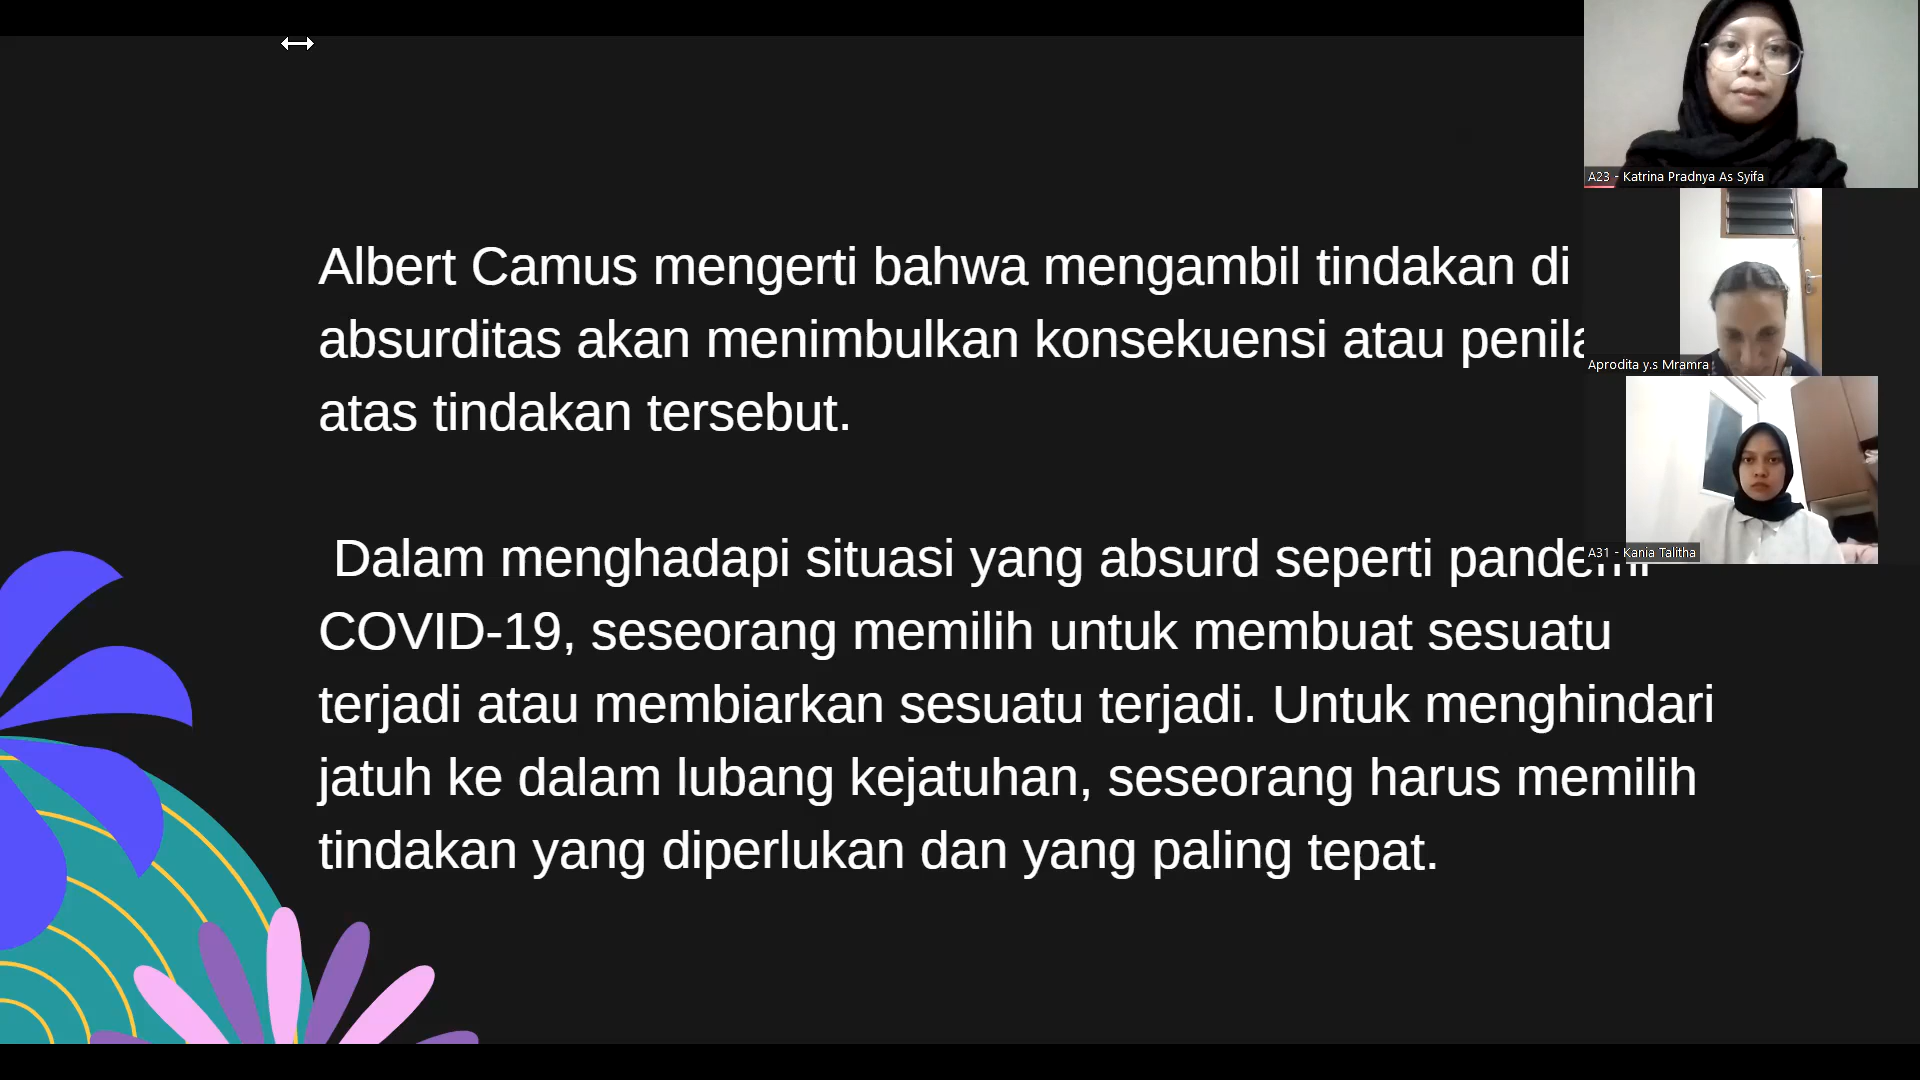 Albert Camus mengerti bahwa mengambil tindakan di
absurditas akan menimbulkan konsekuensi atau
atas tindakan tersebut.
Dalam menghadapi situasi yang absurd seperti pandemi
COVID-19, seseorang memilih untuk membuat sesuatu
terjadi atau membiarkan sesuatu terjadi. Untuk menghindari
jatuh ke dalam lubang kejatuhan, seseorang harus memilih
tindakan yang diperlukan dan yang paling tepat.
A23 - Katrina Pradnya As Syifa
Aprodita y.s Mramra
A31 - Kania Talitha